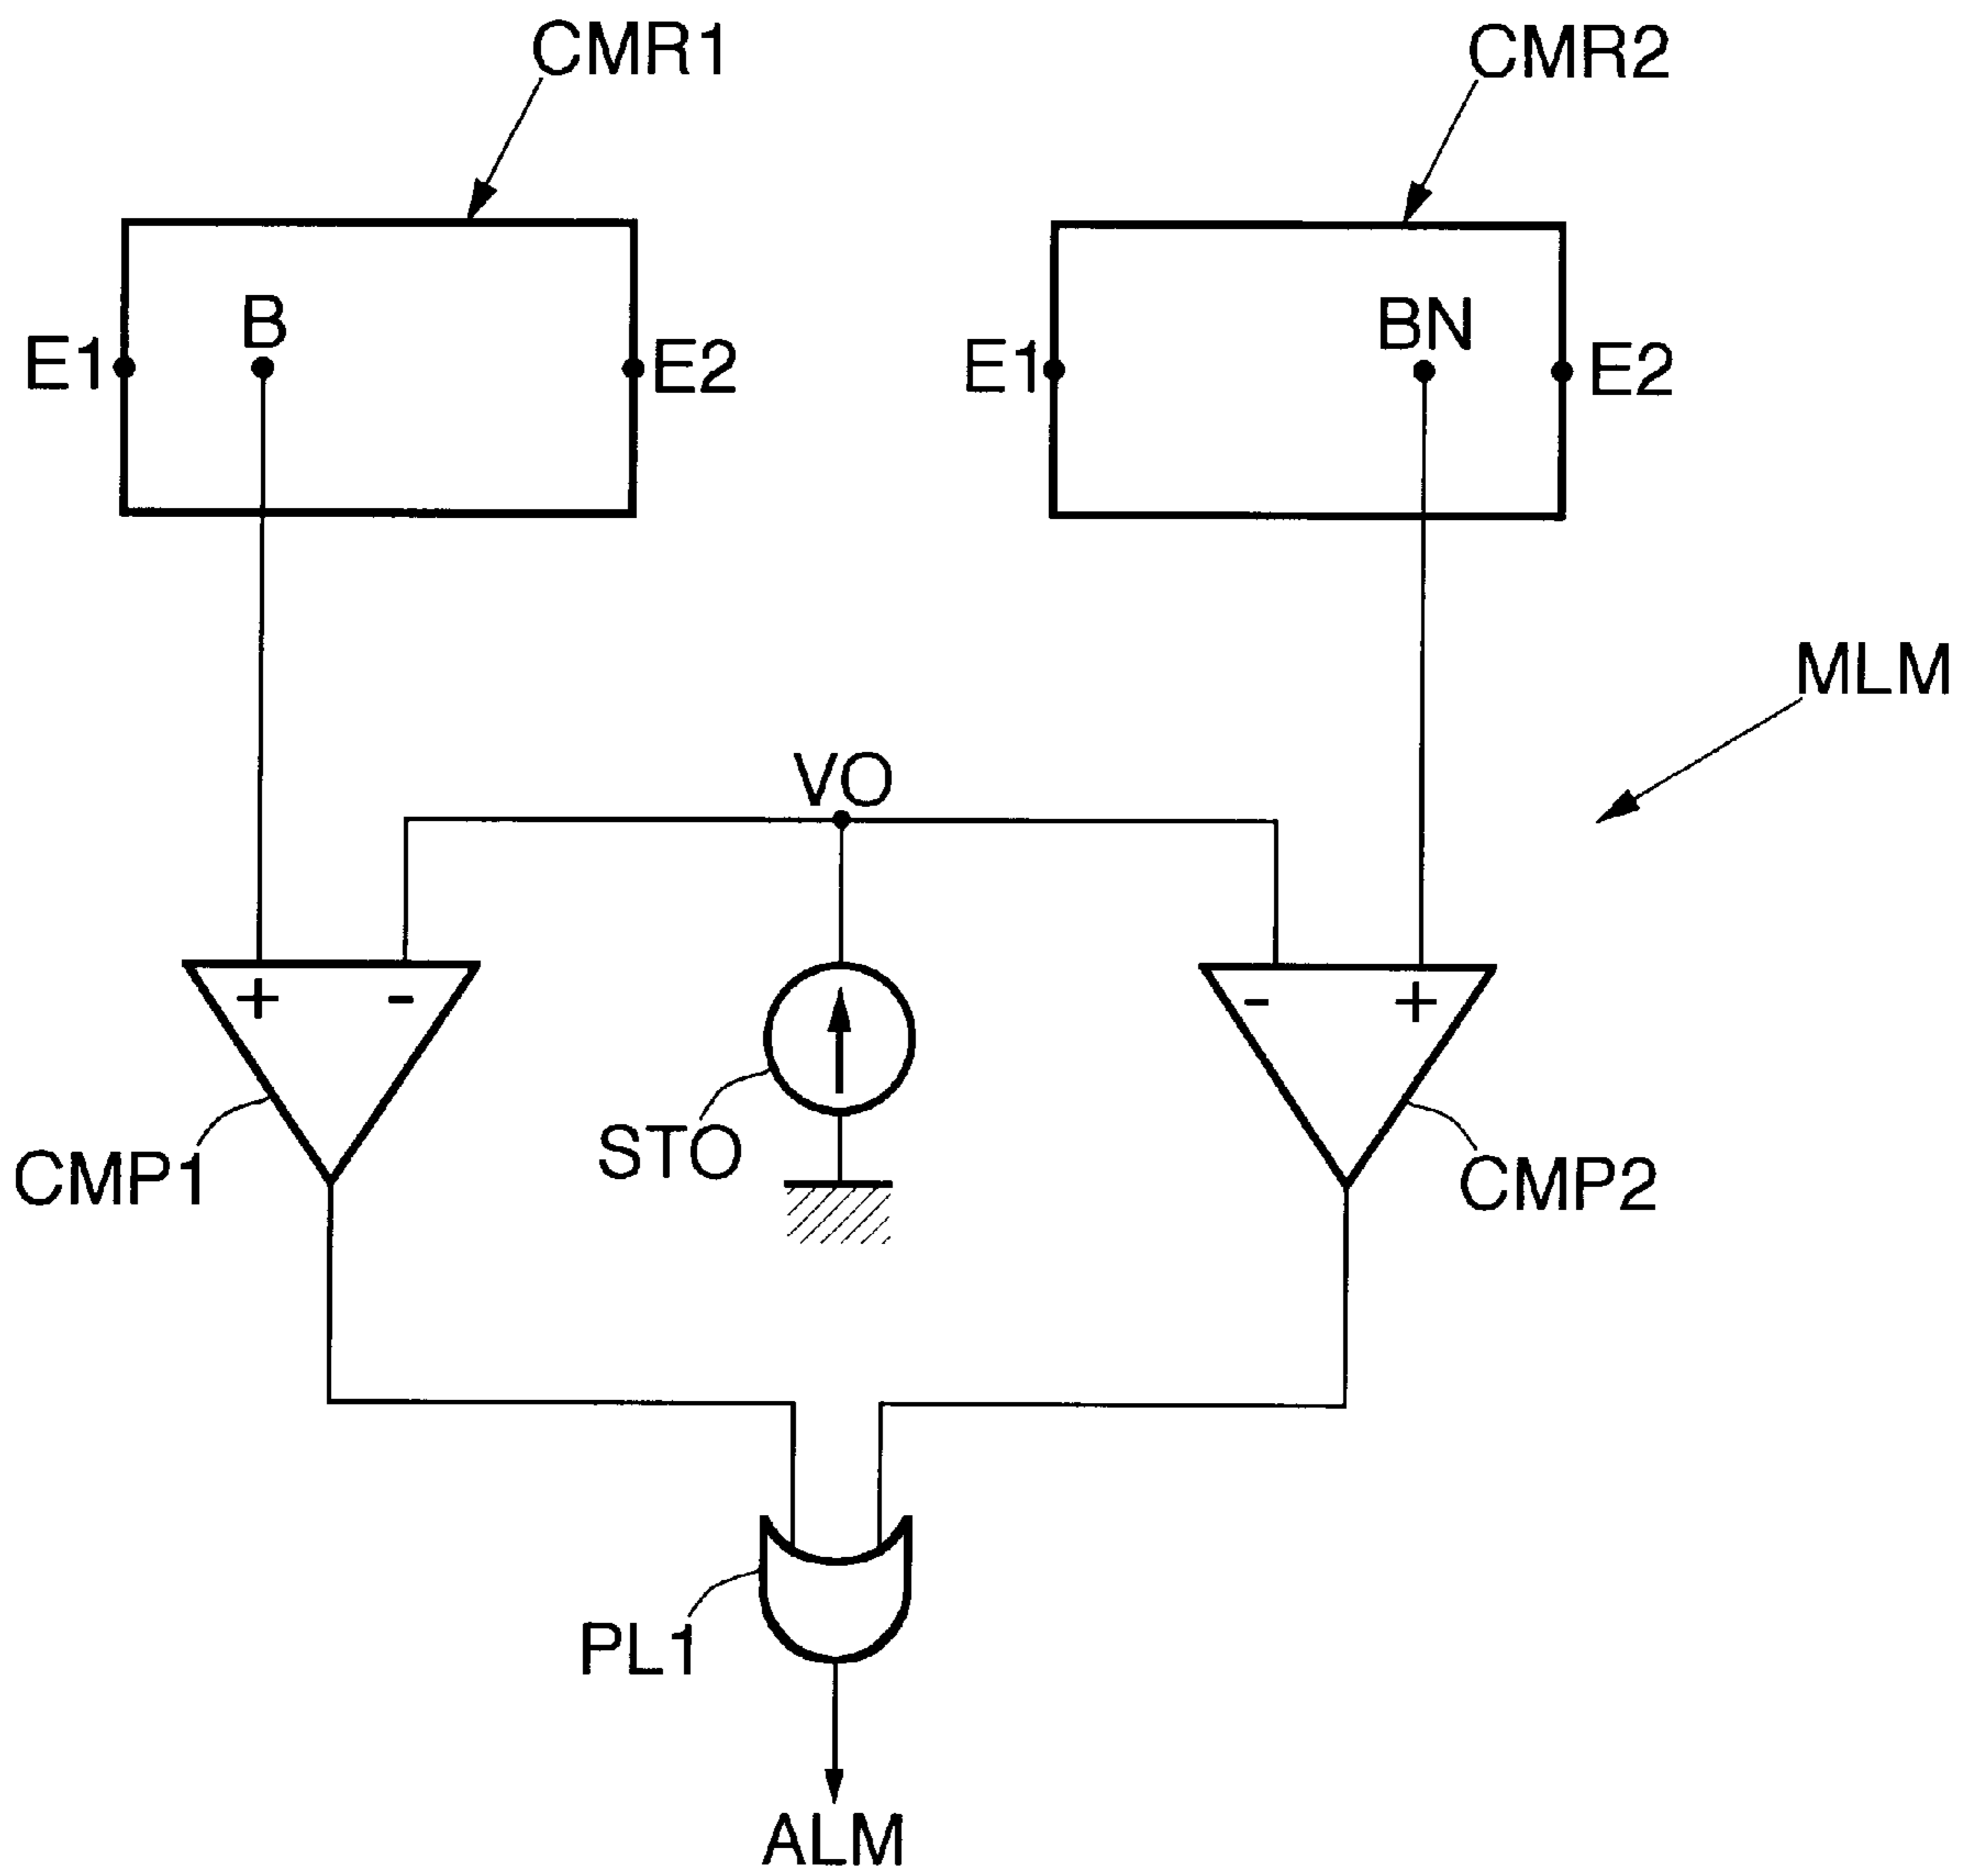 CMR1
CMR2
E1
B
E2
E1
BN
E2
MLM
VO
+
-
-
+
CMP1
STO
CMP2
PL1
ALM